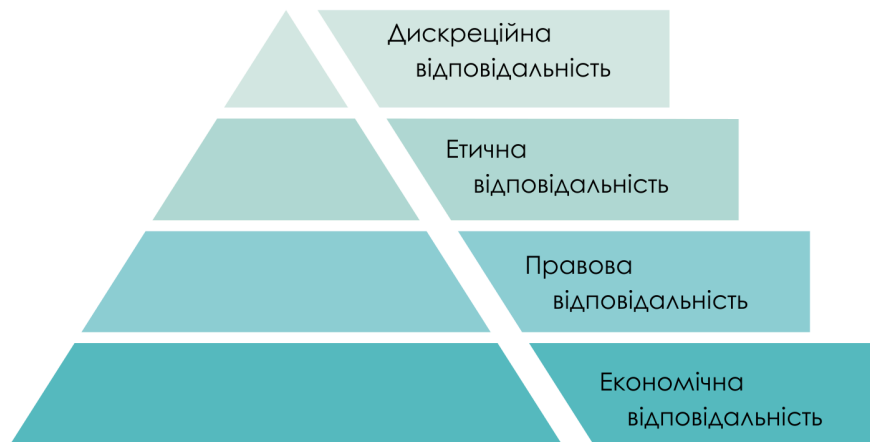 Дискреційна
відповідальність
Етична
відповідальність
Правова
відповідальність
Економічна
відповідальність